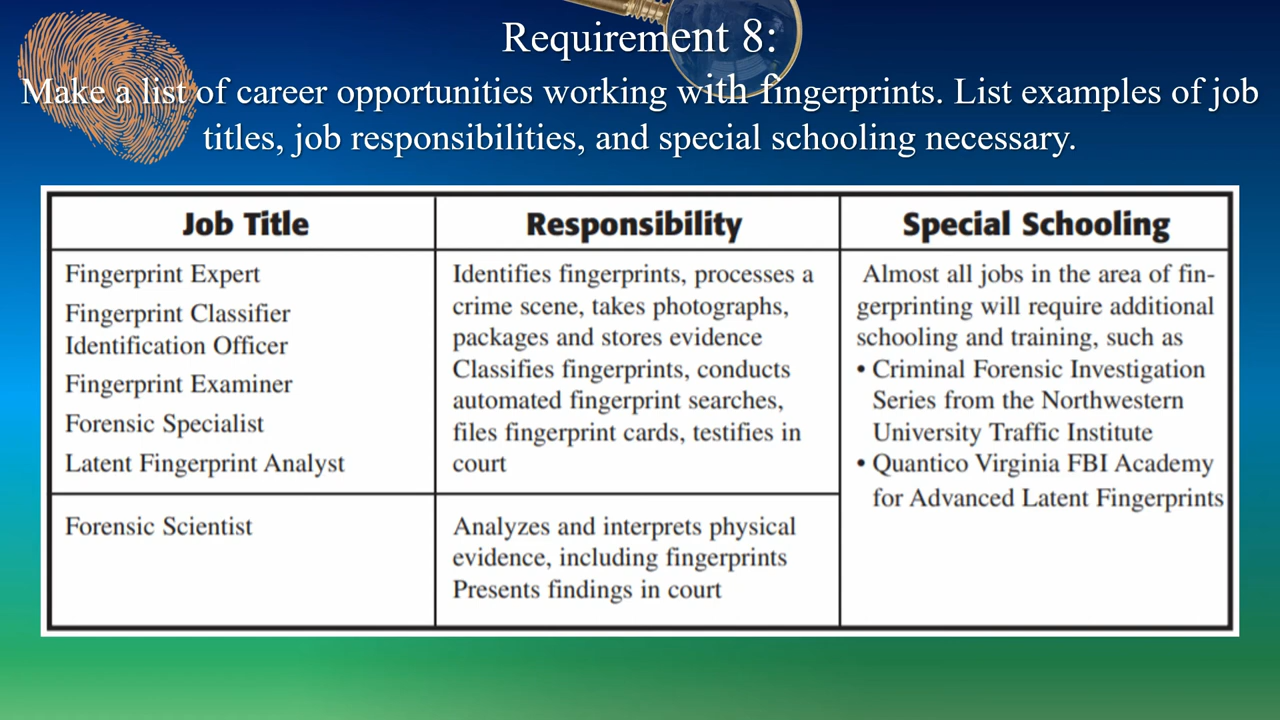 Requirement 8:
Make a list of career opportunities working with fingerprints. List examples of job
titles, job responsibilities, and special schooling necessary.
Job Title
Responsibility
Special Schooling
Fingerprint Expert
Fingerprint Classifier
Identification Officer
Fingerprint Examiner
Forensic Specialist
Latent Fingerprint Analyst
Identifies fingerprints, processes a
crime scene, takes photographs,
packages and stores evidence
Classifies fingerprints, conducts
automated fingerprint searches,
files fingerprint cards, testifies in
court
Almost all jobs in the area of fin-
gerprinting will require additional
schooling and training, such as
• Criminal Forensic Investigation
Series from the Northwestern
University Traffic Institute
• Quantico Virginia FBI Academy
for Advanced Latent Fingerprints
Forensic Scientist
Analyzes and interprets physical
evidence, including fingerprints
Presents findings in court